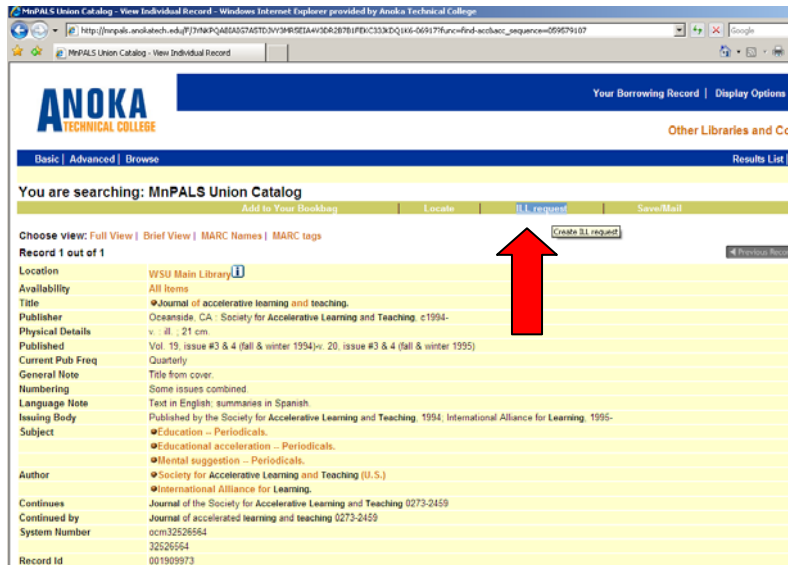 MnPALS Union Catalog - View Individual Record - Windows Internet Explorer provided by Anoka Technical College
Google
MnPALS Union Catalog - View Individual Record
ANOKA
TECHNICAL COLLEGE
Your Borrowing Record | Display Options
Other Libraries and Co
Basic | Advanced | Browse
Results List |
You are searching: MnPALS Union Catalog
Add to Your Bookbag | Locate | ILL request | Save/Mail
Create ILL request
Choose view: Full View | Brief View | MARC Names | MARC tags
Record 1 out of 1
Previous Reco
Location WSU Main Library
Availability All items
Title Journal of accelerative learning and teaching.
Publisher Oceanside, CA : Society for Accelerative Learning and Teaching, c1994-
Physical Details v. : ill. ; 21 cm.
Published Vol. 19, issue #3 & 4 (fall & winter 1994)-v. 20, issue #3 & 4 (fall & winter 1995)
Current Pub Freq Quarterly
General Note Title from cover.
Numbering Some issues combined.
Language Note Text in English; summaries in Spanish.
Issuing Body Published by the Society for Accelerative Learning and Teaching, 1994; International Alliance for Learning, 1995-
Subject Education -- Periodicals.
Educational acceleration -- Periodicals.
Mental suggestion -- Periodicals.
Author Society for Accelerative Learning and Teaching (U.S.)
International Alliance for Learning.
Continues Journal of the Society for Accelerative Learning and Teaching 0273-2459
Continued by Journal of accelerated learning and teaching 0273-2459
System Number ocm32526564
32526564
Record Id 001909973